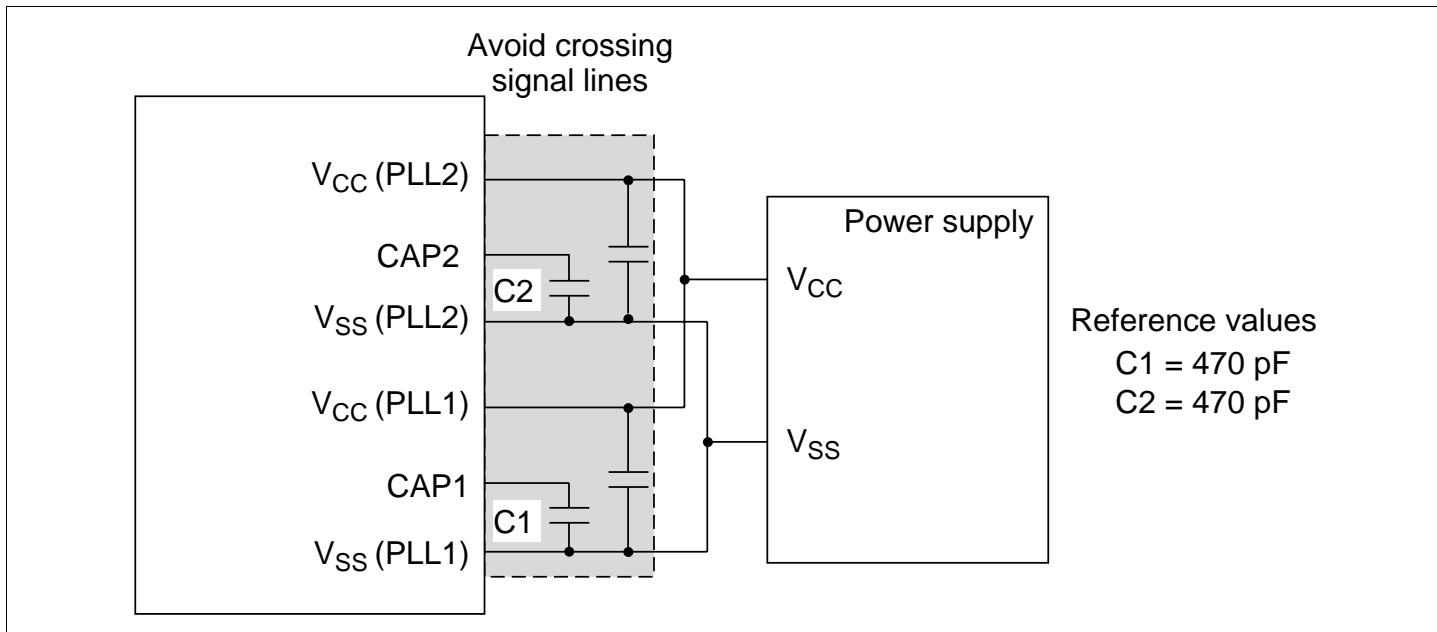 Avoid crossing
signal lines
VCC (PLL2)
CAP2
C2
VSS (PLL2)
VCC (PLL1)
CAP1
C1
VSS (PLL1)
Power supply
VCC
VSS
Reference values
C1 = 470 pF
C2 = 470 pF